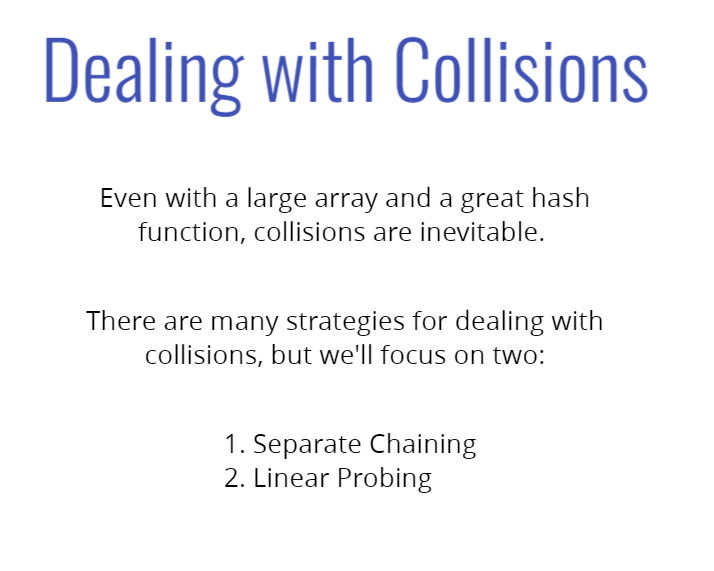 Dealing with Collisions
Even with a large array and a great hash
function, collisions are inevitable.
There are many strategies for dealing with
collisions, but we'll focus on two:
1. Separate Chaining
2. Linear Probing